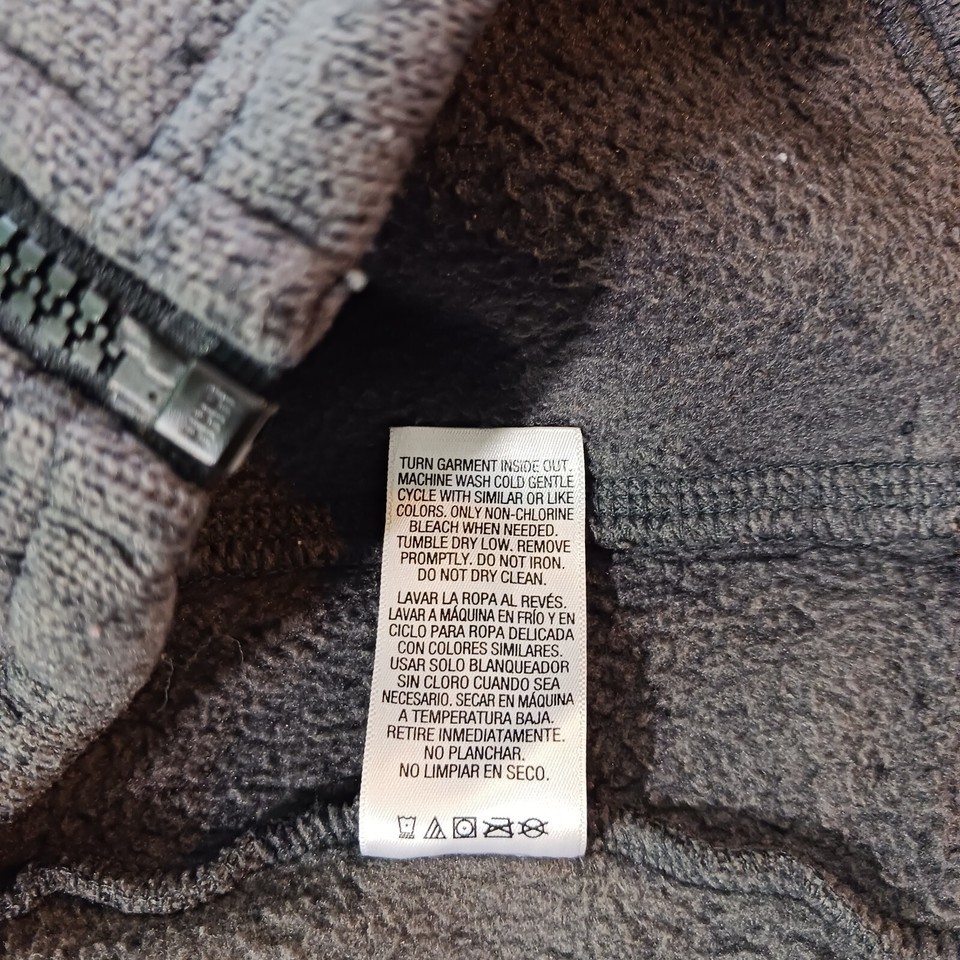 TURN GARMENT INSIDE OUT.
MACHINE WASH COLD GENTLE
CYCLE WITH SIMILAR OR LIKE
COLORS. ONLY NON-CHLORINE
BLEACH WHEN NEEDED.
TUMBLE DRY LOW. REMOVE
PROMPTLY. DO NOT IRON.
DO NOT DRY CLEAN.
LAVAR LA ROPA AL REVÉS.
LAVAR A MÁQUINA EN FRÍO Y EN
CICLO PARA ROPA DELICADA
CON COLORES SIMILARES.
USAR SOLO BLANQUEADOR
SIN CLORO CUANDO SEA
NECESARIO. SECAR EN MÁQUINA
A TEMPERATURA BAJA.
RETIRE INMEDIATAMENTE.
NO PLANCHAR.
NO LIMPIAR EN SECO.